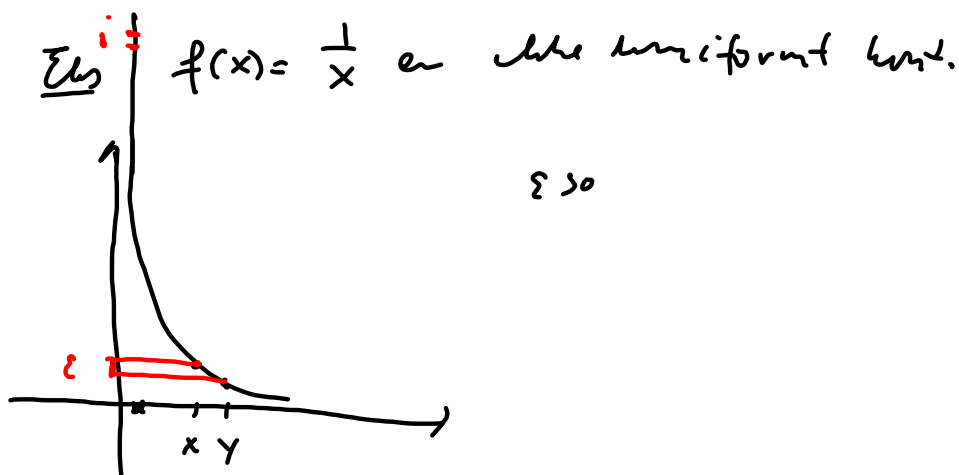 Eks f(x) = 1/x er ikke uniformt kont.
ε > 0
ε
x y